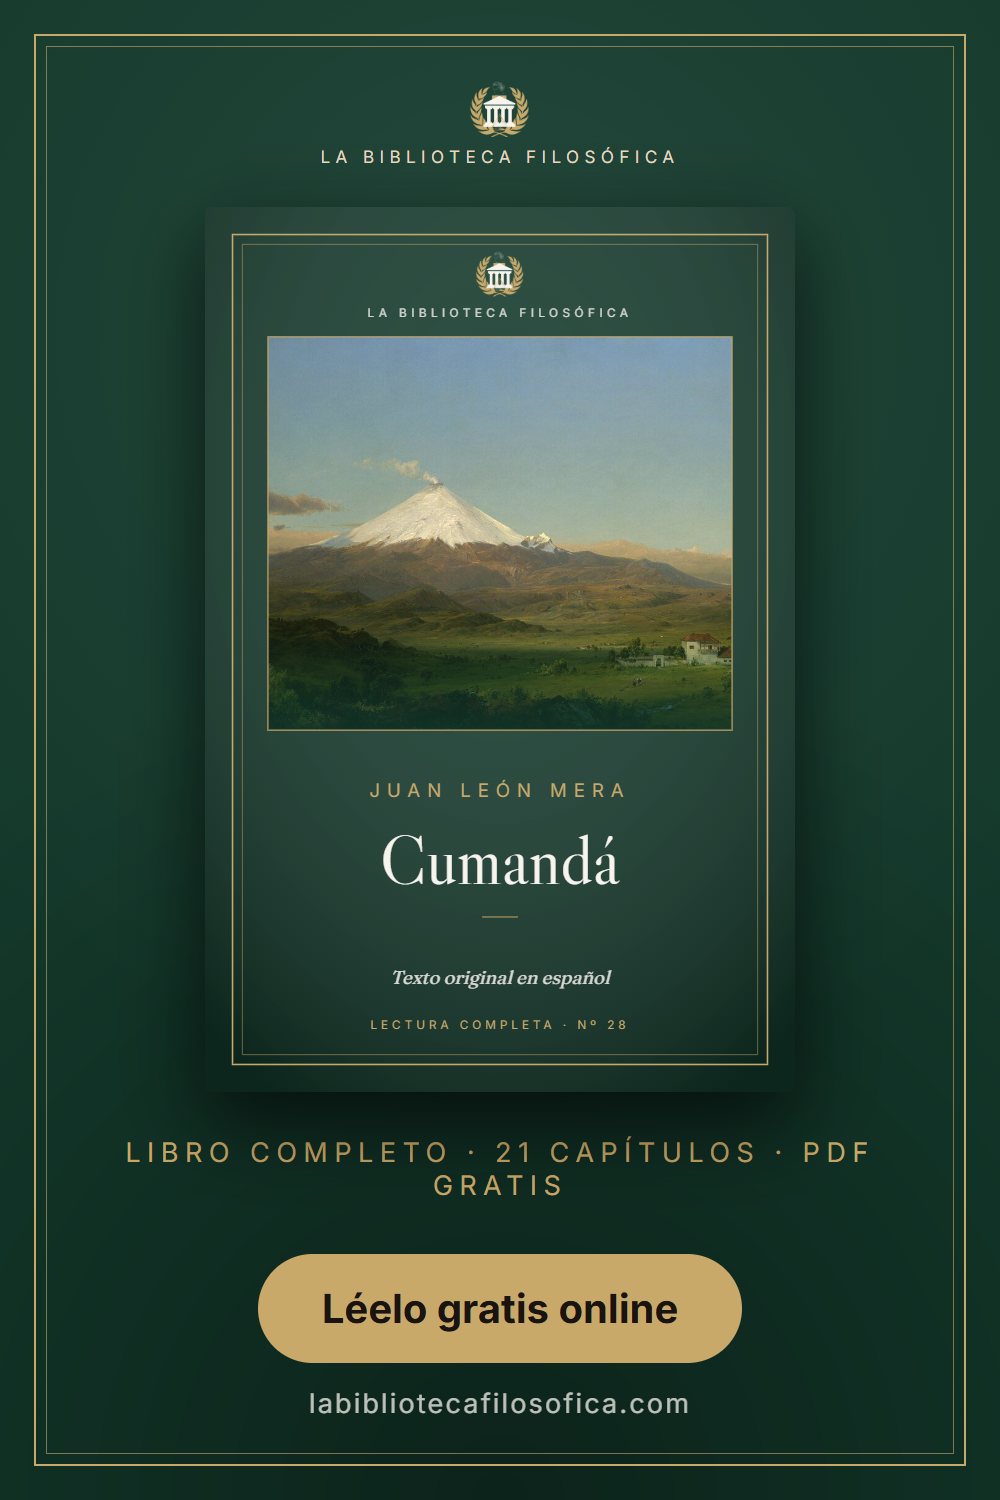 LA BIBLIOTECA FILOSÓFICA
LA BIBLIOTECA FILOSÓFICA
JUAN LEÓN MERA
Cumandá
Texto original en español
LECTURA COMPLETA · Nº 28
LIBRO COMPLETO · 21 CAPÍTULOS · PDF
GRATIS
Léelo gratis online
labibliotecafilosofica.com